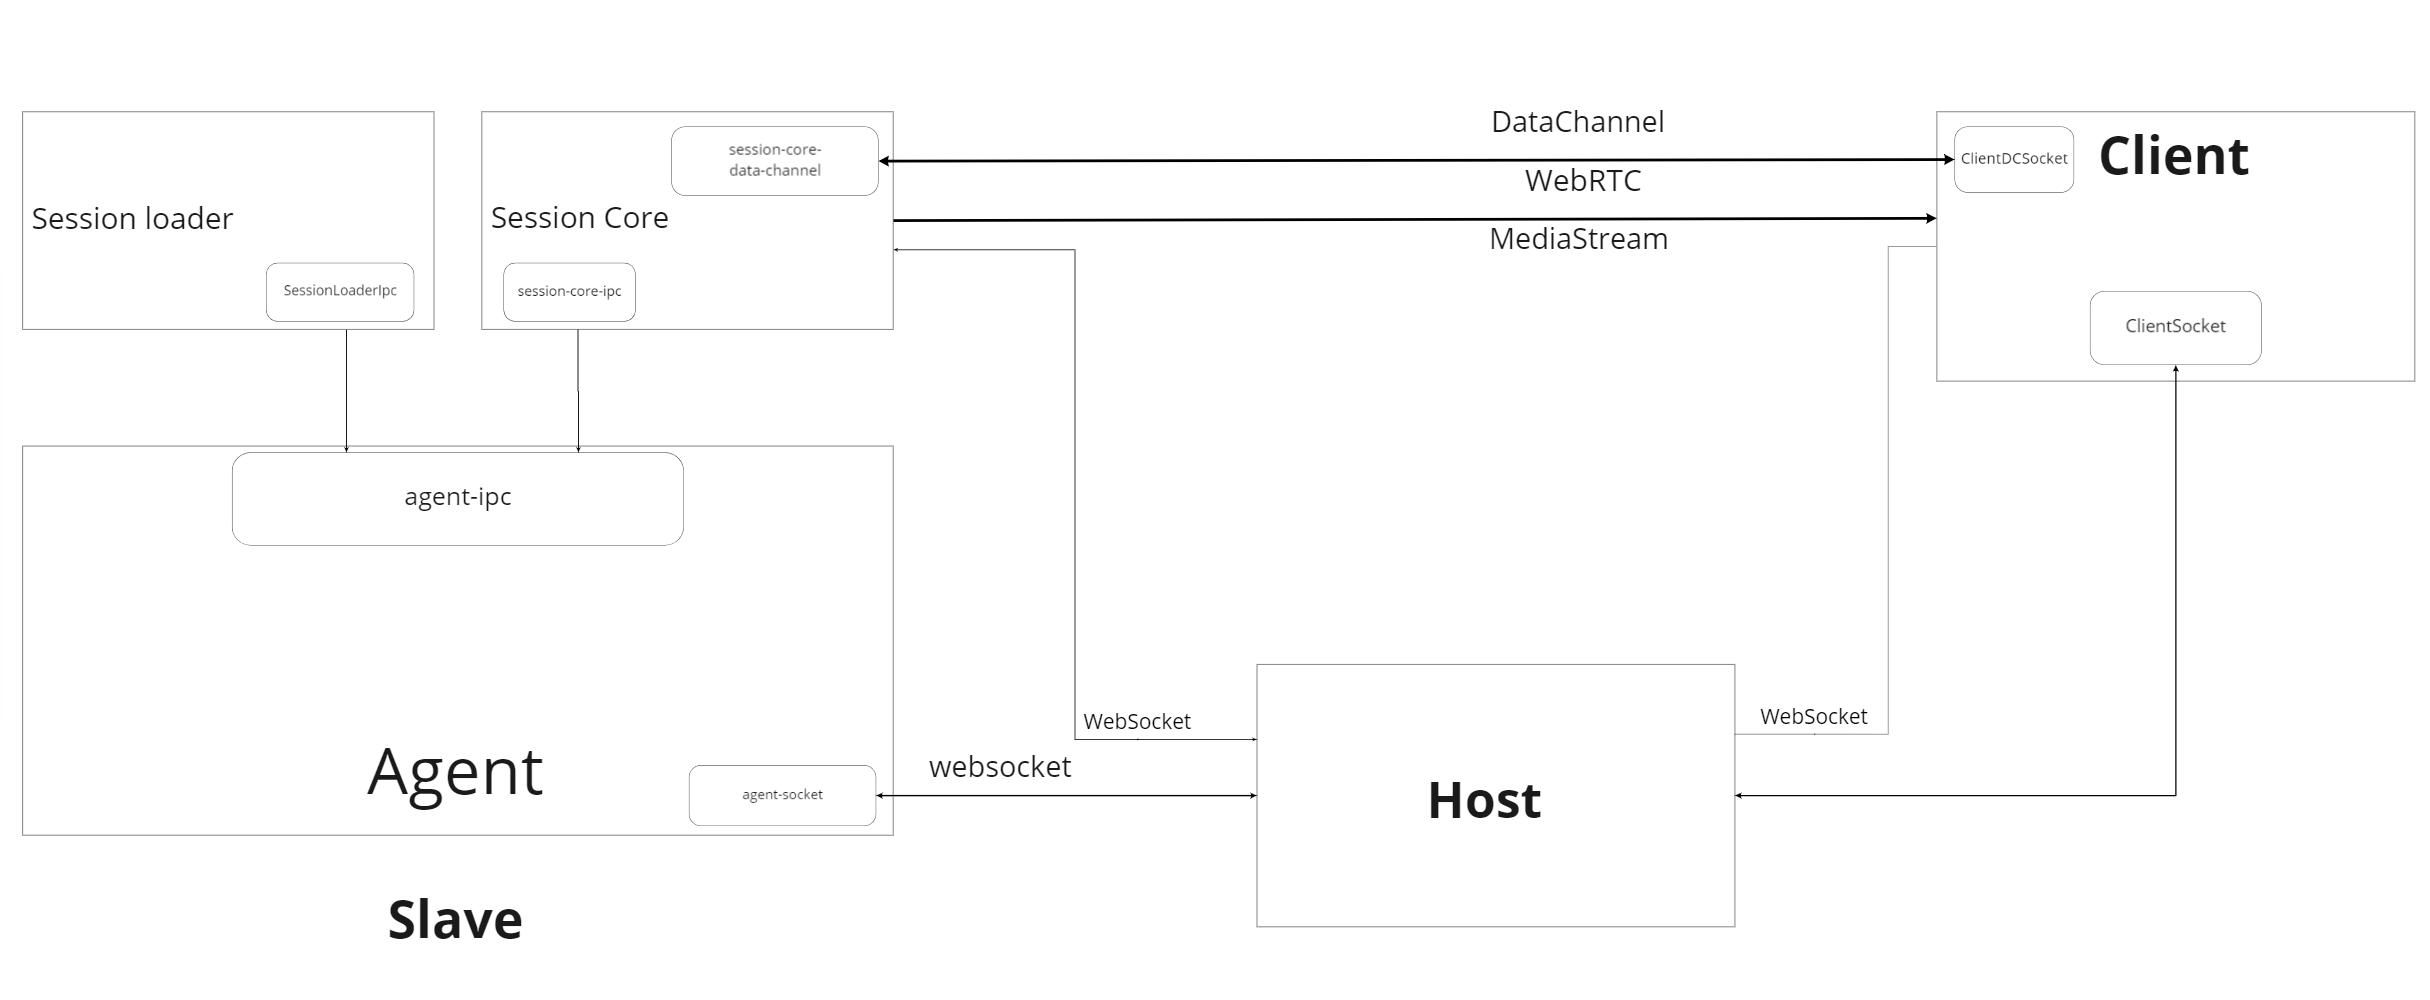 DataChannel
session-core-
data-channel
ClientDCSocket
Client
WebRTC
Session loader
Session Core
MediaStream
SessionLoaderIpc
session-core-ipc
ClientSocket
agent-ipc
WebSocket
WebSocket
Agent
websocket
agent-socket
Host
Slave